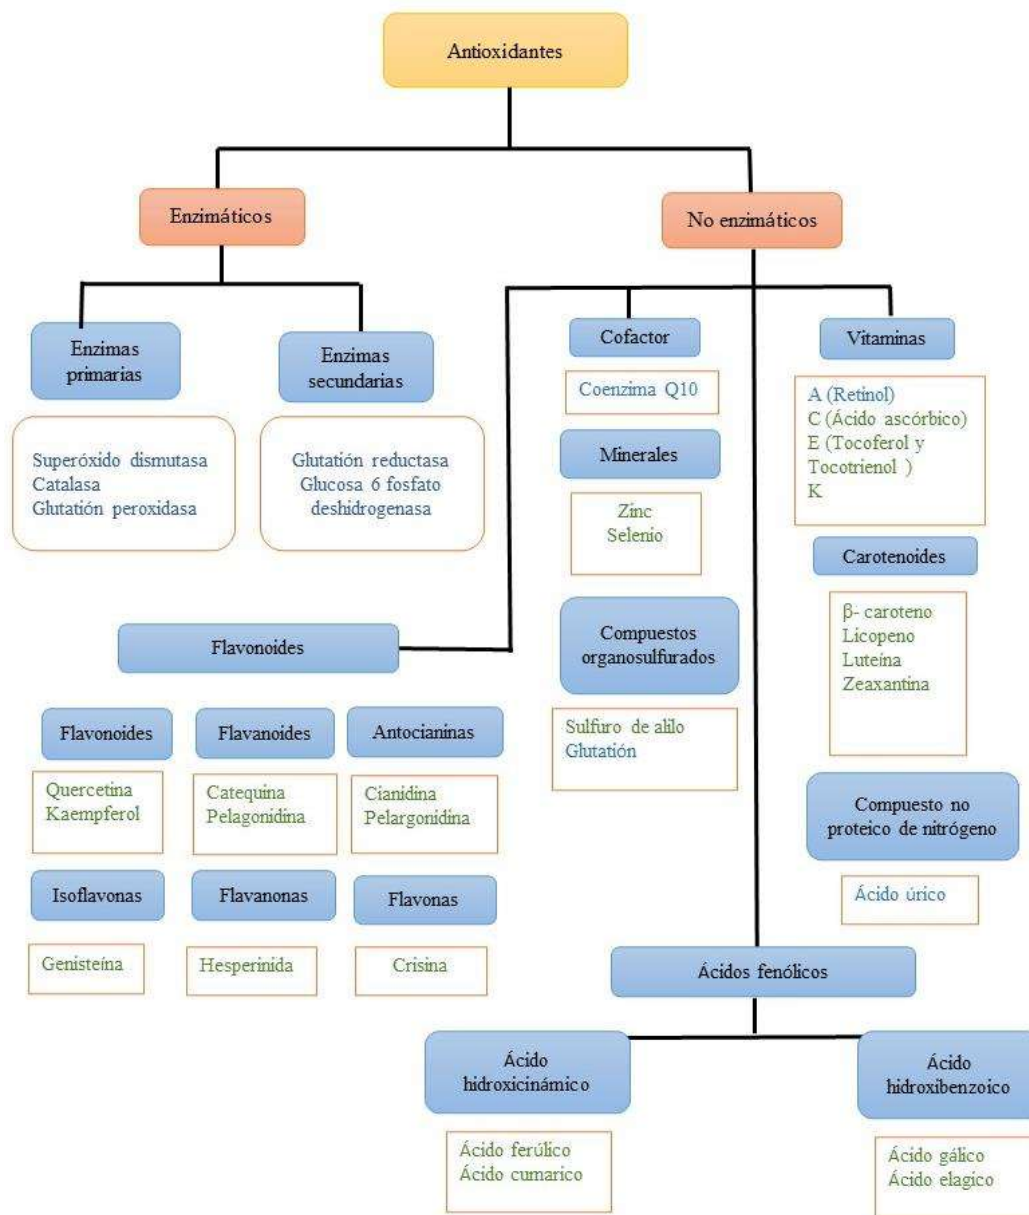 Antioxidantes
Enzimáticos
No enzimáticos
Enzimas
primarias
Enzimas
secundarias
Superóxido dismutasa
Catalasa
Glutatión peroxidasa
Glutatión reductasa
Glucosa 6 fosfato
deshidrogenasa
Cofactor
Coenzima Q10
Minerales
Zinc
Selenio
Compuestos
organosulfurados
Sulfuro de alilo
Glutatión
Vitaminas
A (Retinol)
C (Ácido ascórbico)
E (Tocoferol y
Tocotrienol )
K
Carotenoides
β- caroteno
Licopeno
Luteína
Zeaxantina
Compuesto no
proteico de nitrógeno
Ácido úrico
Flavonoides
Flavonoides
Quercetina
Kaempferol
Flavanoides
Catequina
Pelagonidina
Antocianinas
Cianidina
Pelargonidina
Isoflavonas
Genisteína
Flavanonas
Hesperinida
Flavonas
Crisina
Ácidos fenólicos
Ácido
hidroxicinámico
Ácido ferúlico
Ácido cumarico
Ácido
hidroxibenzoico
Ácido gálico
Ácido elagico